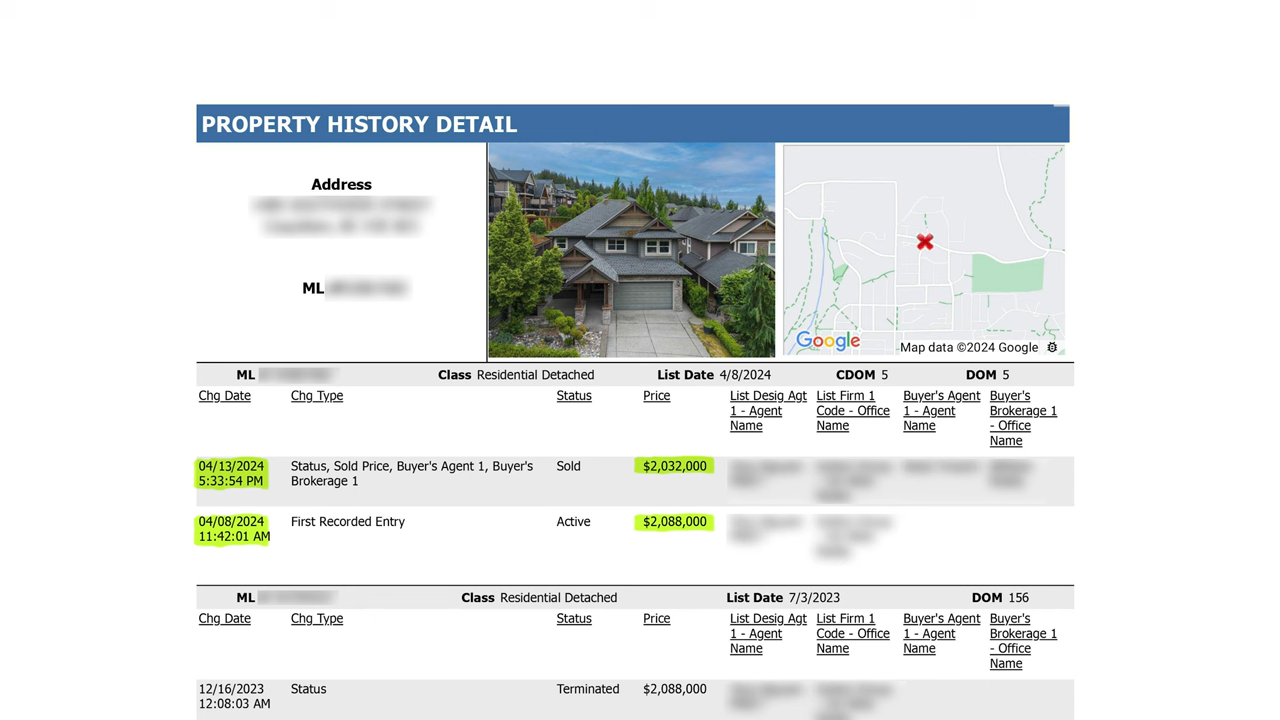 PROPERTY HISTORY DETAIL
Address
ML
Google
Map data ©2024 Google
ML Class Residential Detached List Date 4/8/2024 CDOM 5 DOM 5
Chg Date Chg Type Status Price List Desig Agt 1 - Agent Name List Firm 1 Code - Office Name Buyer's Agent 1 - Agent Name Buyer's Brokerage 1 - Office Name
04/13/2024 Status, Sold Price, Buyer's Agent 1, Buyer's Sold $2,032,000
5:33:54 PM Brokerage 1
04/08/2024 First Recorded Entry Active $2,088,000
11:42:01 AM
ML Class Residential Detached List Date 7/3/2023 DOM 156
Chg Date Chg Type Status Price List Desig Agt 1 - Agent Name List Firm 1 Code - Office Name Buyer's Agent 1 - Agent Name Buyer's Brokerage 1 - Office Name
12/16/2023 Status Terminated $2,088,000
12:08:03 AM